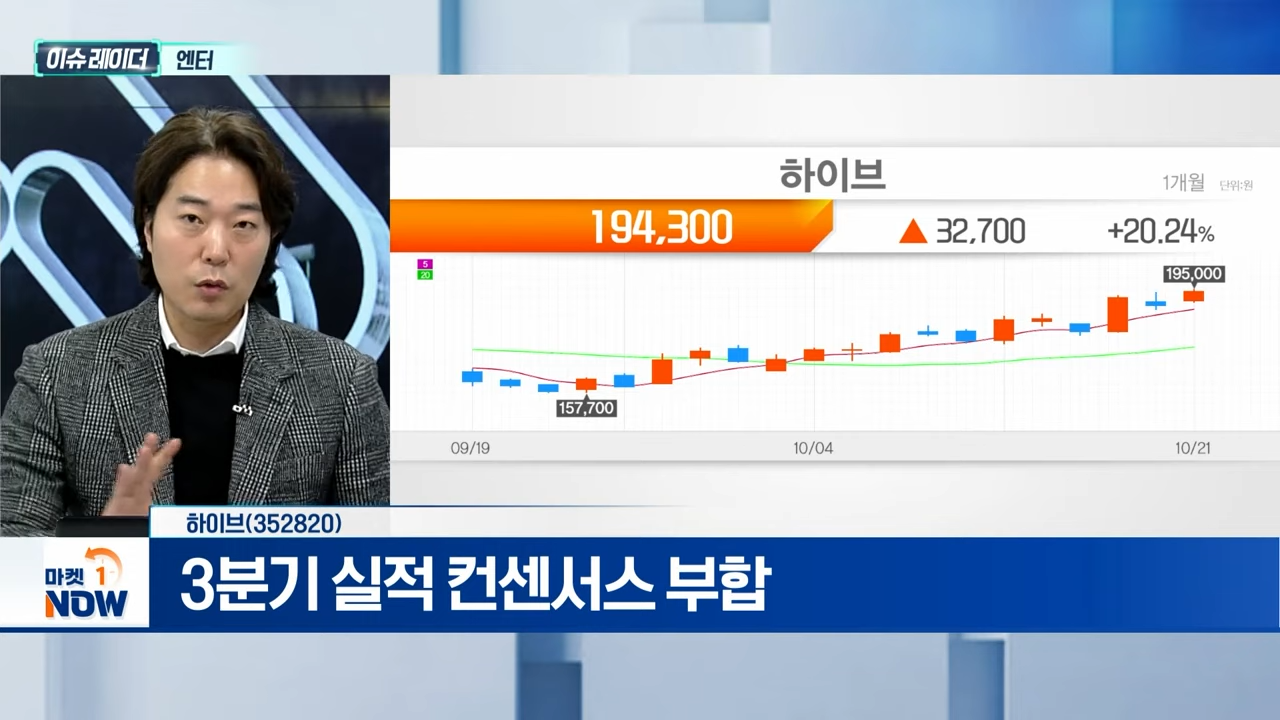 이슈 레이더 엔터
하이브
1개월 단위:원
194,300 ▲ 32,700 +20.24%
5
20
195,000
157,700
09/19 10/04 10/21
하이브(352820)
마켓 1
NOW
3분기 실적 컨센서스 부합